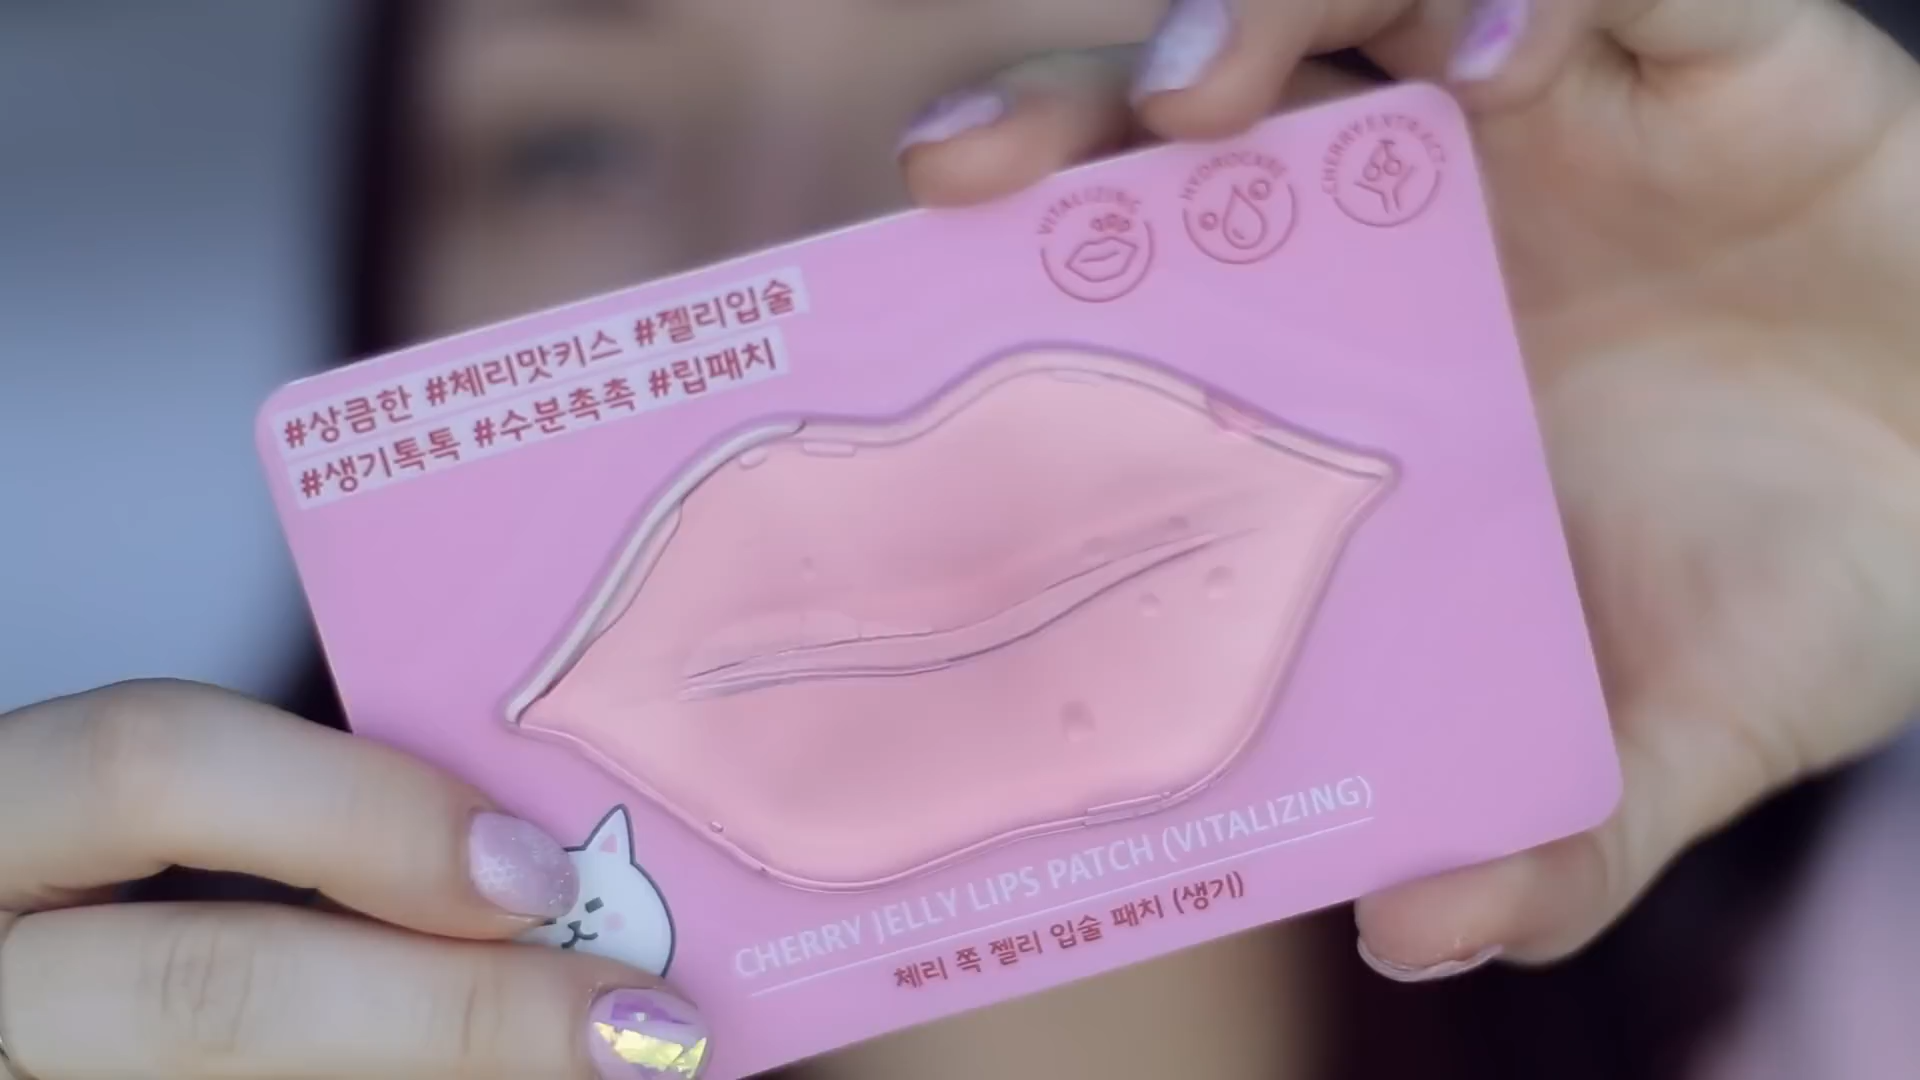 VITALIZING
HYDROCARE
CHERRY EXTRACT
#상큼한 #체리맛키스 #젤리입술
#생기톡톡 #수분촉촉 #립패치
CHERRY JELLY LIPS PATCH (VITALIZING)
체리 쪽 젤리 입술 패치 (생기)